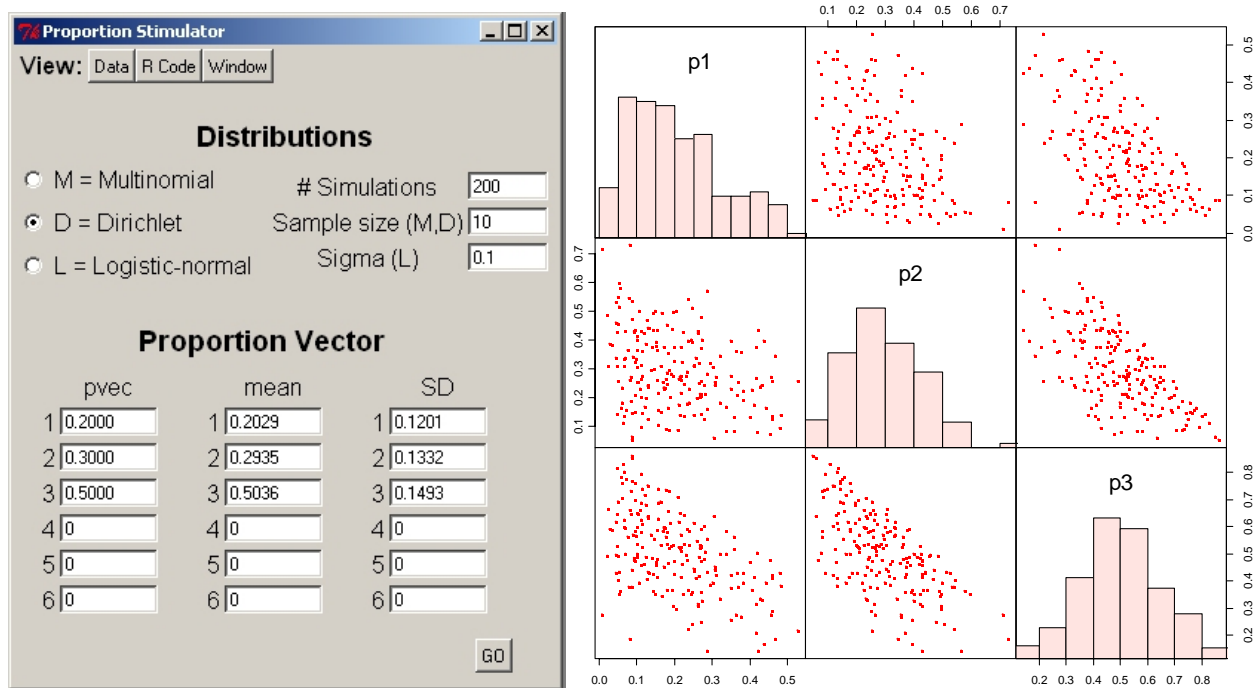 Proportion Stimulator
View: Data R Code Window
Distributions
M = Multinomial
D = Dirichlet
L = Logistic-normal
# Simulations 200
Sample size (M,D) 10
Sigma (L) 0.1
Proportion Vector
pvec mean SD
1 0.2000 1 0.2029 1 0.1201
2 0.3000 2 0.2935 2 0.1332
3 0.5000 3 0.5036 3 0.1493
4 0 4 0 4 0
5 0 5 0 5 0
6 0 6 0 6 0
GO
0.1 0.2 0.3 0.4 0.5 0.6 0.7
p1
0.0 0.1 0.2 0.3 0.4 0.5
0.1 0.2 0.3 0.4 0.5 0.6 0.7
p2
p3
0.2 0.3 0.4 0.5 0.6 0.7 0.8
0.0 0.1 0.2 0.3 0.4 0.5
0.2 0.3 0.4 0.5 0.6 0.7 0.8